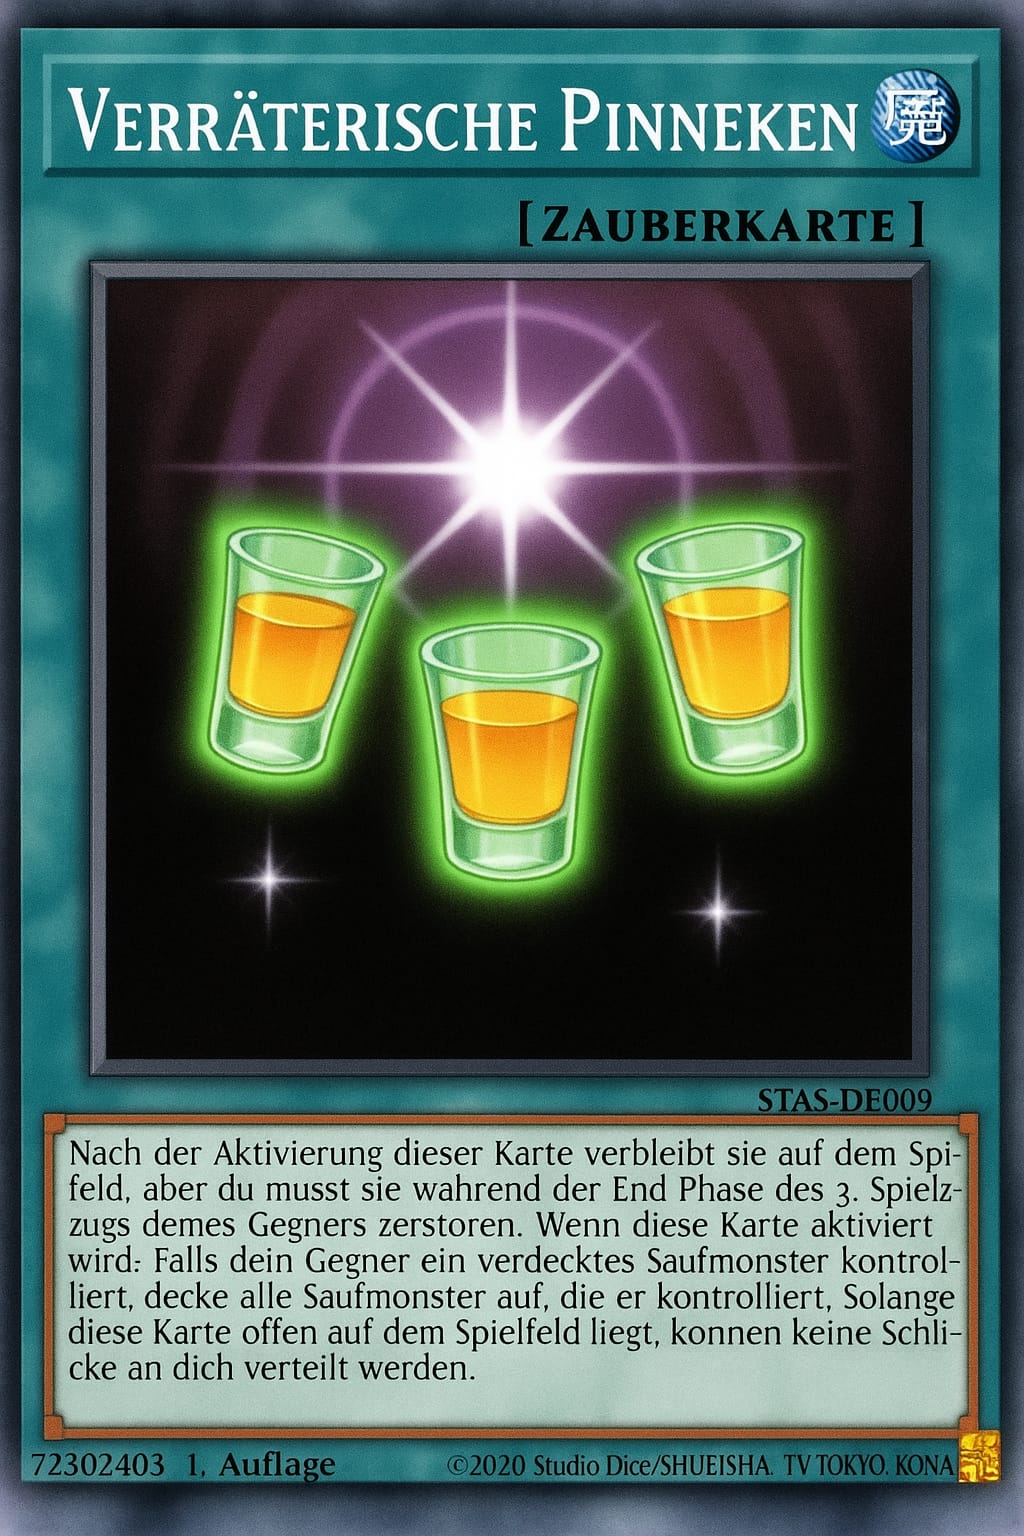 VERRÄTERISCHE PINNEKEN
[ZAUBERKARTE]
STAS-DE009
Nach der Aktivierung dieser Karte verbleibt sie auf dem Spi-
feld, aber du musst sie wahrend der End Phase des 3. Spielz-
zugs demes Gegners zerstoren. Wenn diese Karte aktiviert
wird: Falls dein Gegner ein verdecktes Saufmonster kontrol-
liert, decke alle Saufmonster auf, die er kontrolliert, Solange
diese Karte offen auf dem Spielfeld liegt, konnen keine Schli-
cke an dich verteilt werden.
72302403 1, Auflage ©2020 Studio Dice/SHUEISHA. TV TOKYO. KONA